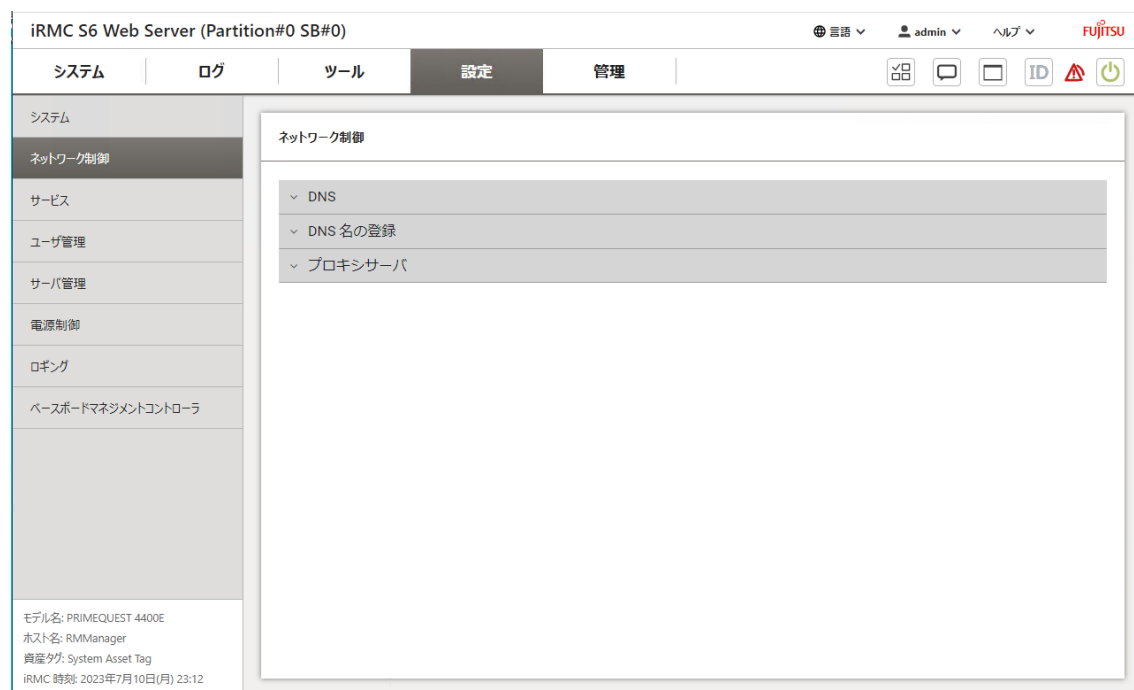 iRMC S6 Web Server (Partition#0 SB#0)
言語
admin
ヘルプ
FUJITSU
システム
ログ
ツール
設定
管理
ID
システム
ネットワーク制御
サービス
ユーザ管理
サーバ管理
電源制御
ロギング
ベースボードマネジメントコントローラ
ネットワーク制御
DNS
DNS 名の登録
プロキシサーバ
モデル名: PRIMEQUEST 4400E
ホスト名: RMManager
資産タグ: System Asset Tag
iRMC 時刻: 2023年7月10日(月) 23:12